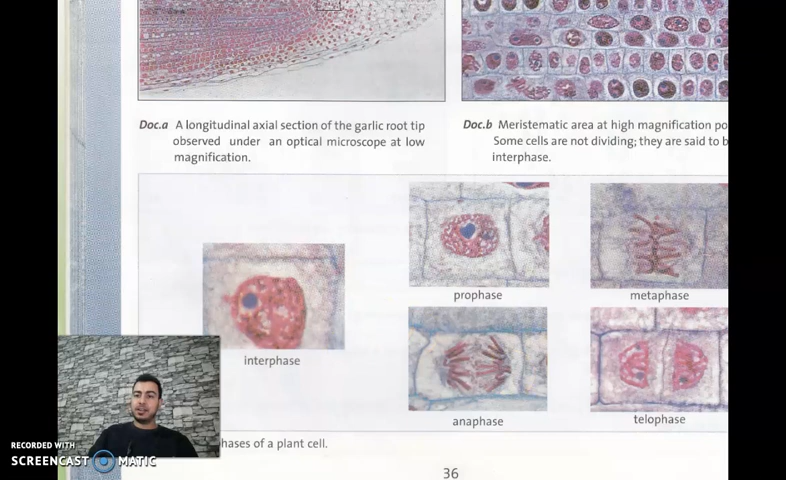 Doc.a A longitudinal axial section of the garlic root tip
observed under an optical microscope at low
magnification.
Doc.b Meristematic area at high magnification po
Some cells are not dividing; they are said to b
interphase.
prophase
metaphase
interphase
anaphase
telophase
hases of a plant cell.
36
RECORDED WITH
SCREENCAST MATIC